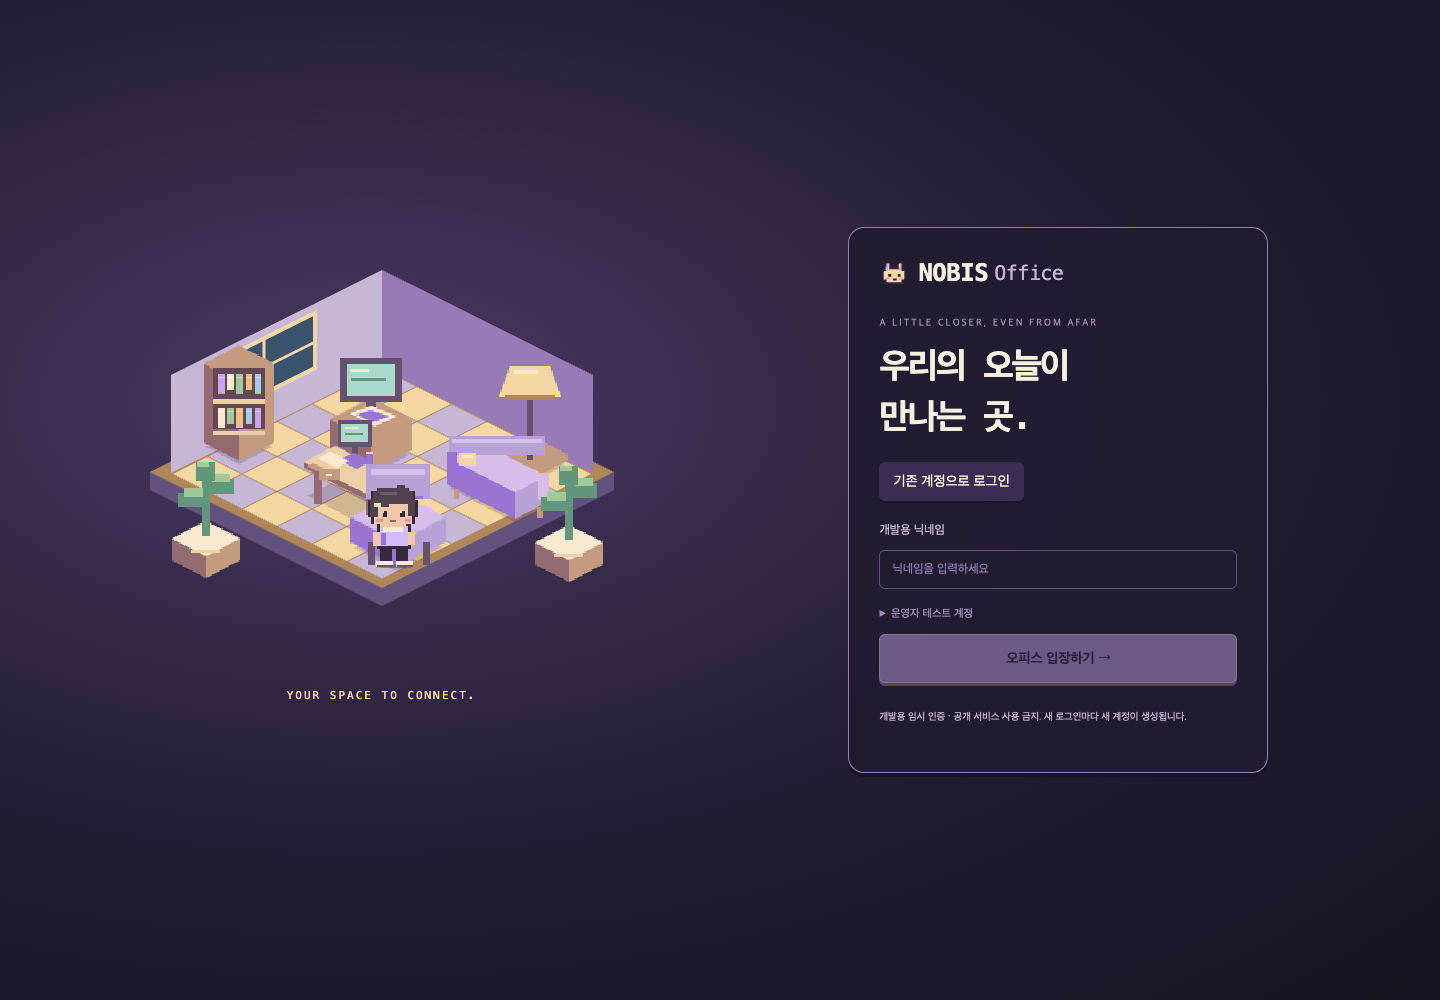 NOBIS Office
A LITTLE CLOSER, EVEN FROM AFAR
우리의 오늘이
만나는 곳.
기존 계정으로 로그인
개발용 닉네임
닉네임을 입력하세요
▶ 운영자 테스트 계정
오피스 입장하기 →
개발용 임시 인증 · 공개 서비스 사용 금지. 새 로그인마다 새 계정이 생성됩니다.
YOUR SPACE TO CONNECT.